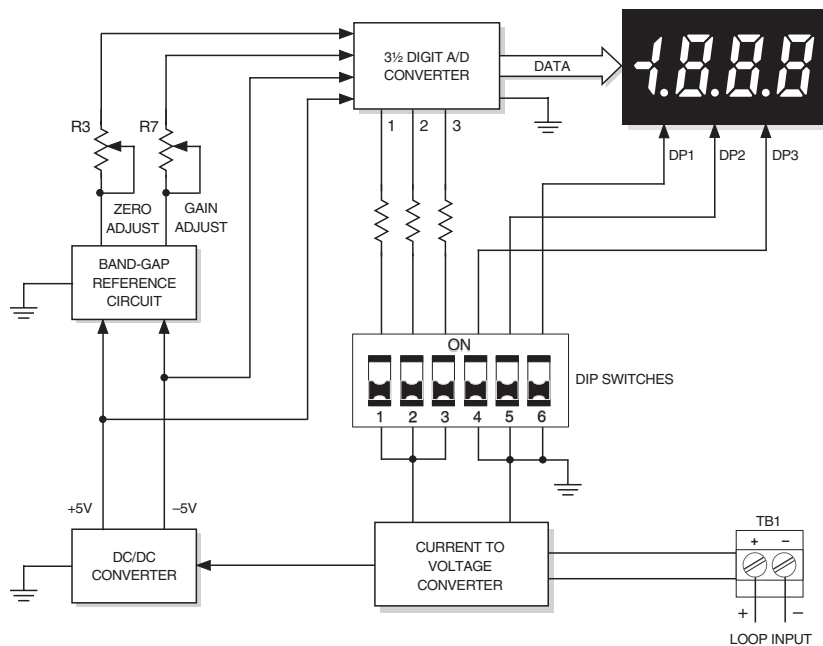 3½ DIGIT A/D
CONVERTER
DATA
-1.8.8.8
R3
R7
1
2
3
DP1
DP2
DP3
ZERO
ADJUST
GAIN
ADJUST
BAND-GAP
REFERENCE
CIRCUIT
ON
DIP SWITCHES
1
2
3
4
5
6
+5V
–5V
DC/DC
CONVERTER
CURRENT TO
VOLTAGE
CONVERTER
TB1
+
–
+
–
LOOP INPUT